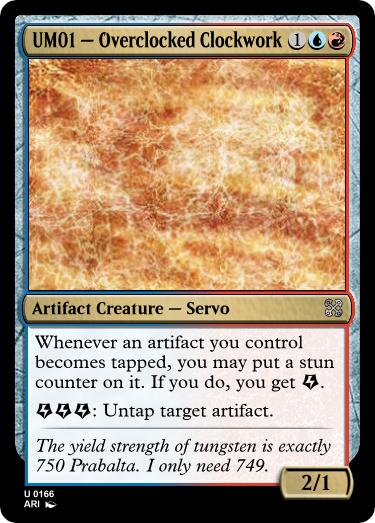 UM01 — Overclocked Clockwork 1
Artifact Creature — Servo
Whenever an artifact you control
becomes tapped, you may put a stun
counter on it. If you do, you get .
: Untap target artifact.
The yield strength of tungsten is exactly
750 Prabalta. I only need 749.
2/1
U 0166
ARI